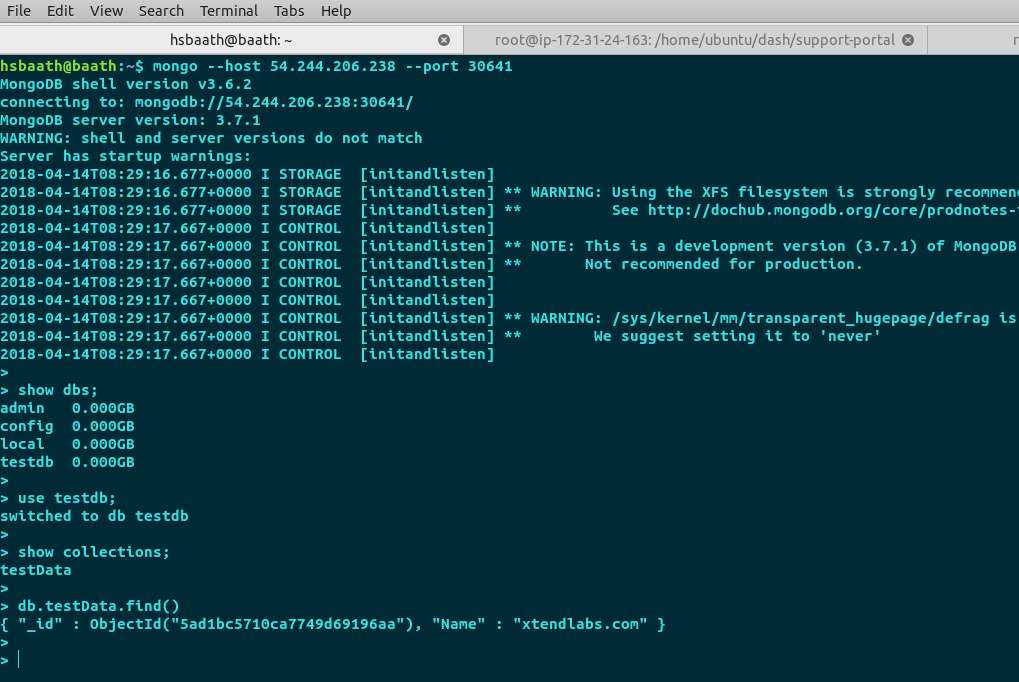 File Edit View Search Terminal Tabs Help
hsbaath@baath: ~ root@ip-172-31-24-163: /home/ubuntu/dash/support-portal
hsbaath@baath:~$ mongo --host 54.244.206.238 --port 30641
MongoDB shell version v3.6.2
connecting to: mongodb://54.244.206.238:30641/
MongoDB server version: 3.7.1
WARNING: shell and server versions do not match
Server has startup warnings:
2018-04-14T08:29:16.677+0000 I STORAGE  [initandlisten]
2018-04-14T08:29:16.677+0000 I STORAGE  [initandlisten] ** WARNING: Using the XFS filesystem is strongly recommen
2018-04-14T08:29:16.677+0000 I STORAGE  [initandlisten] **          See http://dochub.mongodb.org/core/prodnotes-
2018-04-14T08:29:17.667+0000 I CONTROL  [initandlisten]
2018-04-14T08:29:17.667+0000 I CONTROL  [initandlisten] ** NOTE: This is a development version (3.7.1) of MongoDB
2018-04-14T08:29:17.667+0000 I CONTROL  [initandlisten] **       Not recommended for production.
2018-04-14T08:29:17.667+0000 I CONTROL  [initandlisten]
2018-04-14T08:29:17.667+0000 I CONTROL  [initandlisten]
2018-04-14T08:29:17.667+0000 I CONTROL  [initandlisten] ** WARNING: /sys/kernel/mm/transparent_hugepage/defrag is
2018-04-14T08:29:17.667+0000 I CONTROL  [initandlisten] **        We suggest setting it to 'never'
2018-04-14T08:29:17.667+0000 I CONTROL  [initandlisten]
>
> show dbs;
admin   0.000GB
config  0.000GB
local   0.000GB
testdb  0.000GB
>
> use testdb;
switched to db testdb
>
> show collections;
testData
>
> db.testData.find()
{ "_id" : ObjectId("5ad1bc5710ca7749d69196aa"), "Name" : "xtendlabs.com" }
>
>